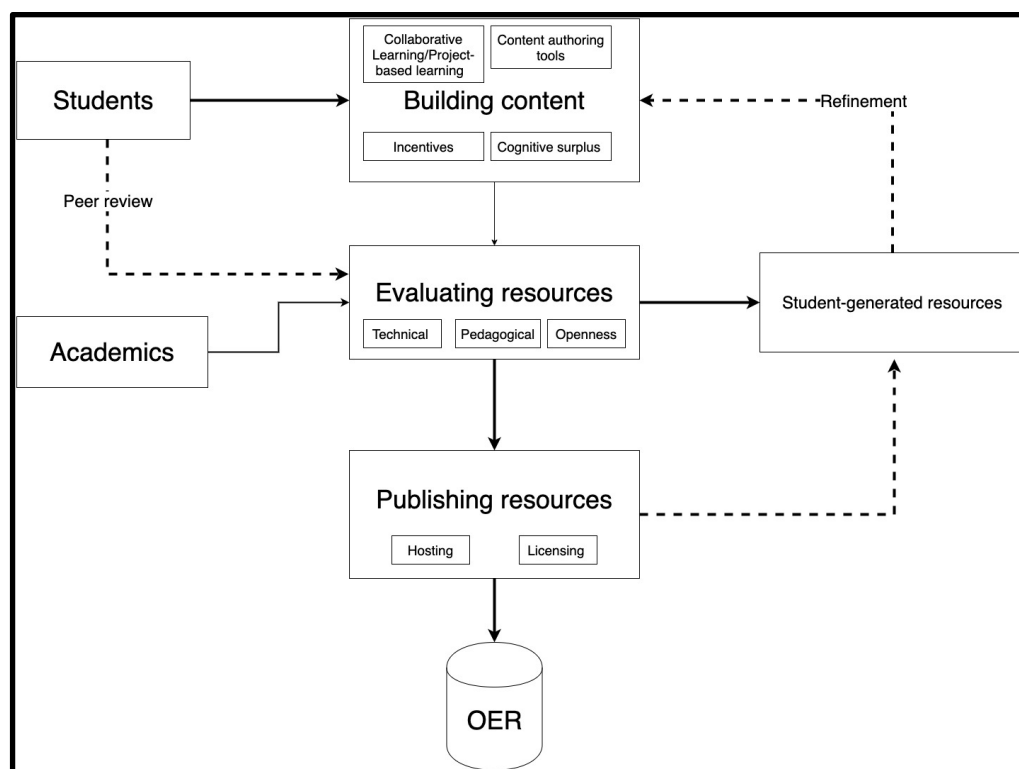 Collaborative
Learning/Project-
based learning
Content authoring
tools
Students
Building content
Refinement
Incentives
Cognitive surplus
Peer review
Evaluating resources
Student-generated resources
Technical
Pedagogical
Openness
Academics
Publishing resources
Hosting
Licensing
OER